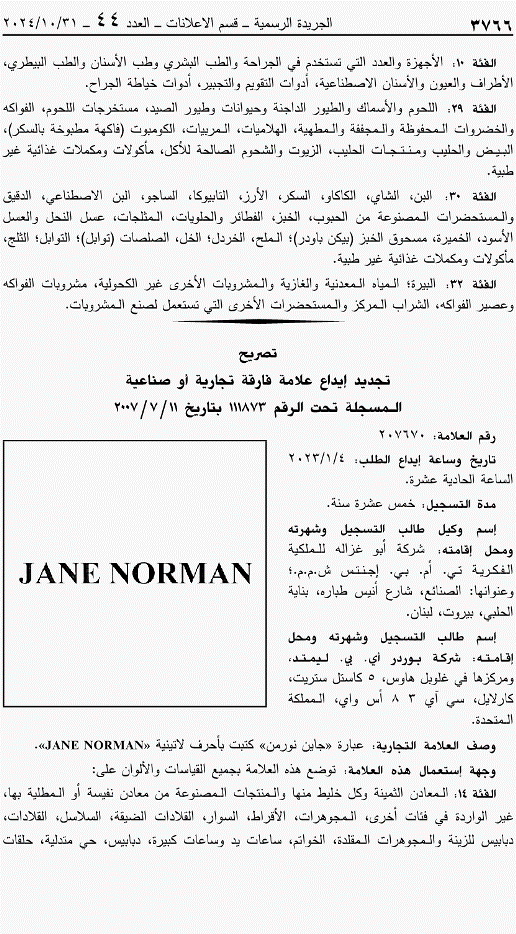 ٣٧٦٦
الجريدة الرسمية ـ قسم الاعلانات ـ العدد ٤٤ ـ ٢٠٢٤/١٠/٣١
الفئة ١٠: الأجهزة والعدد التي تستخدم في الجراحة والطب البشري وطب الأسنان والطب البيطري،
الأطراف والعيون والأسنان الاصطناعية، أدوات التقويم والتجبير، أدوات خياطة الجراح.
الفئة ٢٩: اللحوم والأسماك والطيور الداجنة وحيوانات وطيور الصيد، مستخرجات اللحوم، الفواكه
والخضروات المحفوظة والمجففة والمطهية، الهلاميات، المربيات، الكومبوت (فاكهة مطبوخة بالسكر)،
البيض والحليب ومنتجات الحليب، الزيوت والشحوم الصالحة للأكل، مأكولات ومكملات غذائية غير
طبية.
الفئة ٣٠: البن، الشاي، الكاكاو، السكر، الأرز، التابيوكا، الساجو، البن الاصطناعي، الدقيق
والمستحضرات المصنوعة من الحبوب، الخبز، الفطائر والحلويات، المثلجات، عسل النحل والعسل
الأسود، الخميرة، مسحوق الخبز (بيكن باودر)؛ الملح، الخردل؛ الخل، الصلصات (توابل)؛ التوابل؛ الثلج،
مأكولات ومكملات غذائية غير طبية.
الفئة ٣٢: البيرة؛ المياه المعدنية والغازية والمشروبات الأخرى غير الكحولية، مشروبات الفواكه
وعصير الفواكه، الشراب المركز والمستحضرات الأخرى التي تستعمل لصنع المشروبات.
تصريح
تجديد إيداع علامة فارقة تجارية أو صناعية
المسجلة تحت الرقم ١١١٨٧٣ بتاريخ ٢٠٠٧/٧/١١
رقم العلامة: ٢٠٧٦٧٠
تاريخ وساعة إيداع الطلب: ٢٠٢٣/١/٤
الساعة الحادية عشرة.
مدة التسجيل: خمس عشرة سنة.
إسم وكيل طالب التسجيل وشهرته
ومحل إقامته: شركة أبو غزاله للملكية
الفكرية تي. أم. بي. إجنتس ش.م.م.؛
وعنوانها: الصنائع، شارع أنيس طباره، بناية
الحلبي، بيروت، لبنان.
إسم طالب التسجيل وشهرته ومحل
إقامته: شركة بوردر أي. بي. ليمتد،
ومركزها في غلوبل هاوس، ٥ كاستل ستريت،
كارلايل، سي آي ٣ ٨ أس واي، المملكة
المتحدة.
JANE NORMAN
وصف العلامة التجارية: عبارة «جاين نورمن» كتبت بأحرف لاتينية «JANE NORMAN».
وجهة إستعمال هذه العلامة: توضع هذه العلامة بجميع القياسات والألوان على:
الفئة ١٤: المعادن الثمينة وكل خليط منها والمنتجات المصنوعة من معادن نفيسة أو المطلية بها،
غير الواردة في فئات أخرى، المجوهرات، الأقراط، السوار، القلادات الضيقة، السلاسل، القلادات،
دبابيس للزينة والمجوهرات المقلدة، الخواتم، ساعات يد وساعات كبيرة، دبابيس، حي متدلية، حلقات